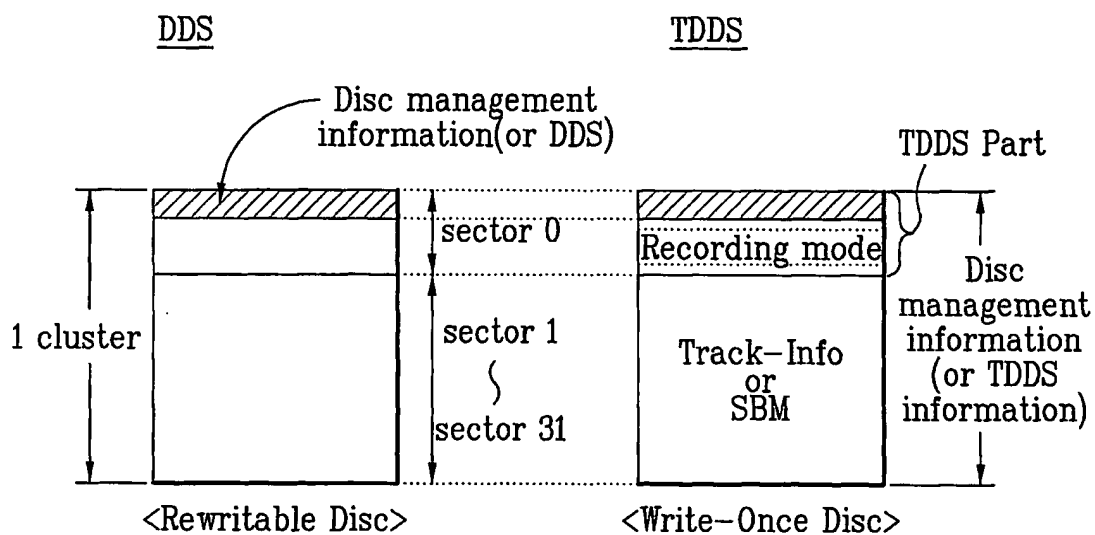 DDS
TDDS
Disc management
information(or DDS)
TDDS Part
sector 0
Recording mode
1 cluster
sector 1
sector 31
Track-Info
or
SBM
Disc
management
information
(or TDDS
information)
<Rewritable Disc>
<Write-Once Disc>